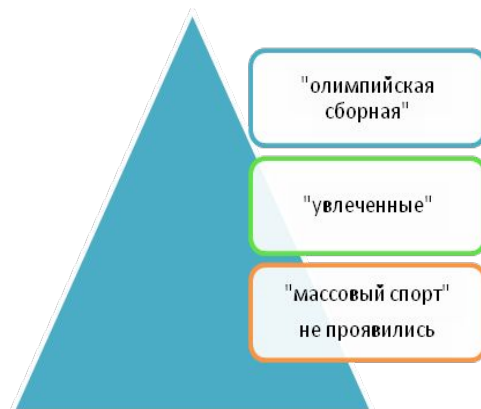 "олимпийская
сборная"
"увлеченные"
"массовый спорт"
не проявились